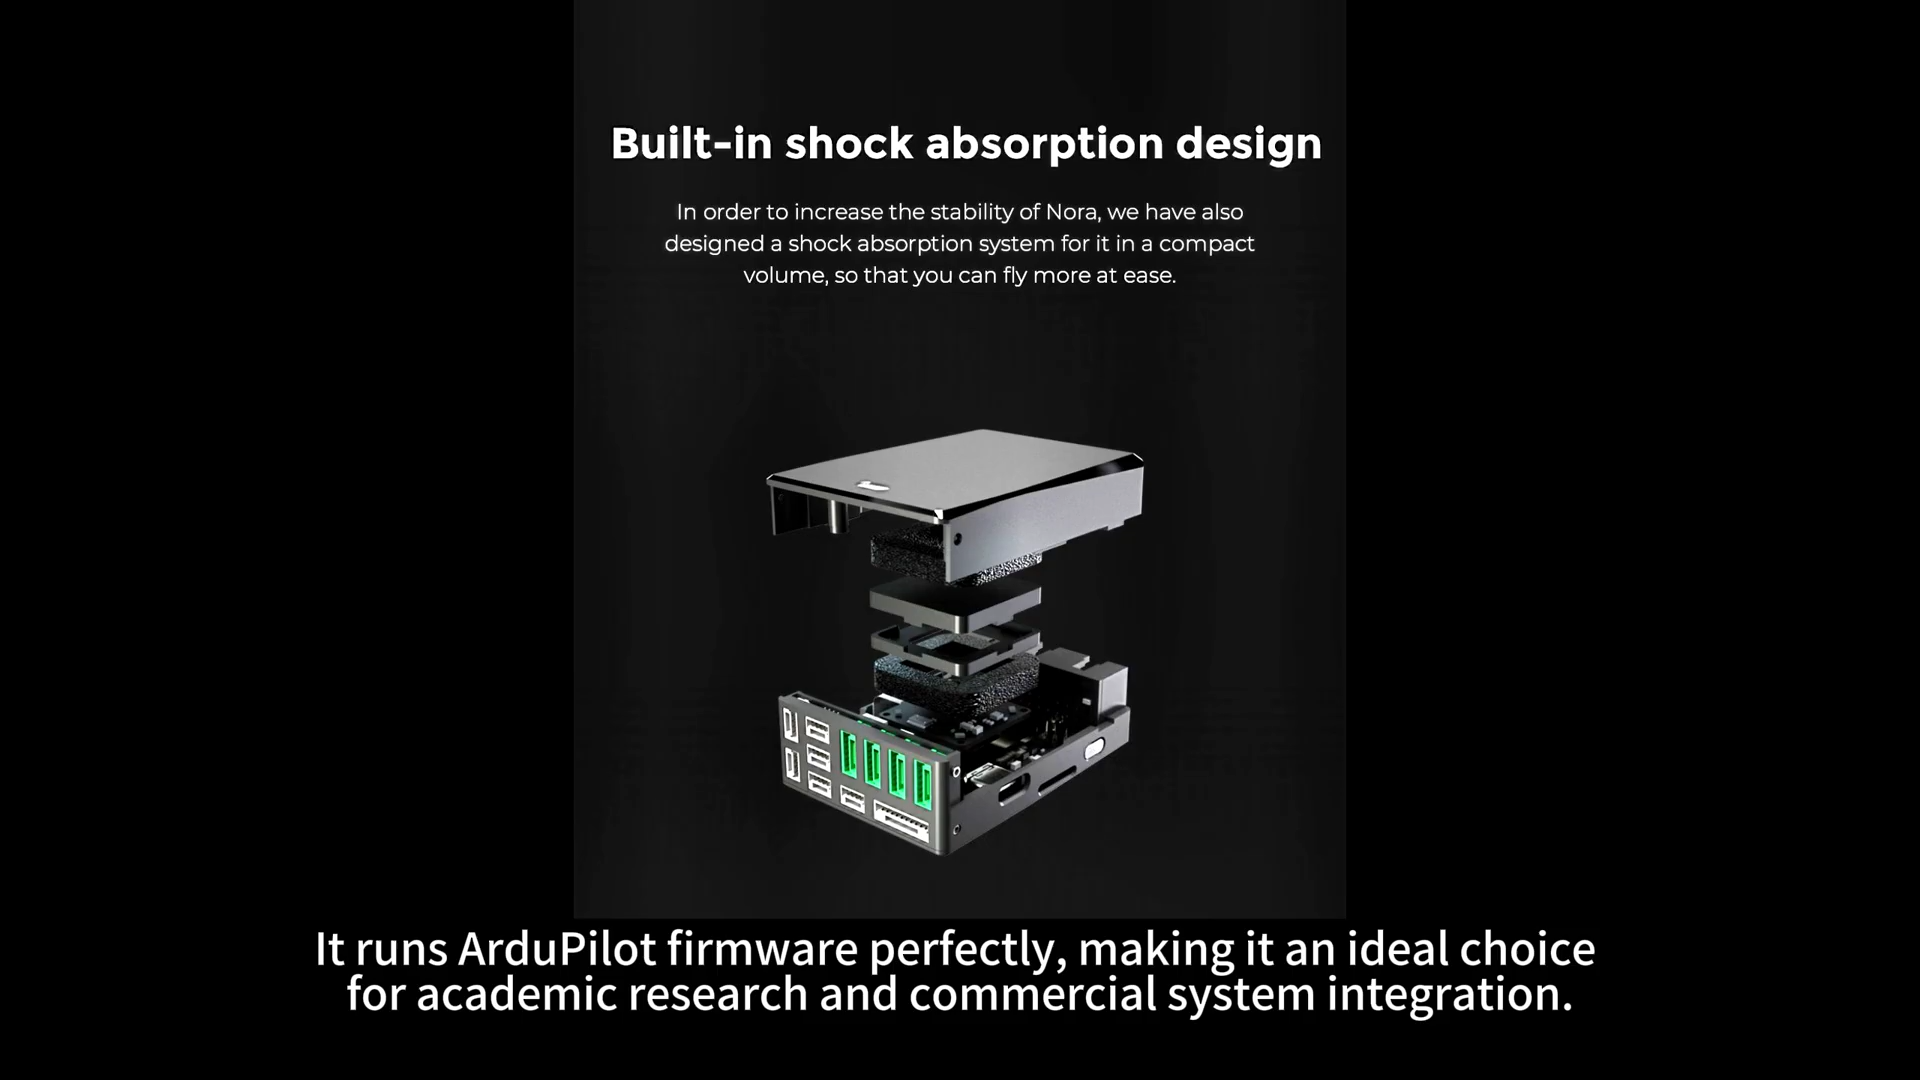 Built-in shock absorption design
In order to increase the stability of Nora, we have also
designed a shock absorption system for it in a compact
volume, so that you can fly more at ease.
It runs ArduPilot firmware perfectly, making it an ideal choice
for academic research and commercial system integration.